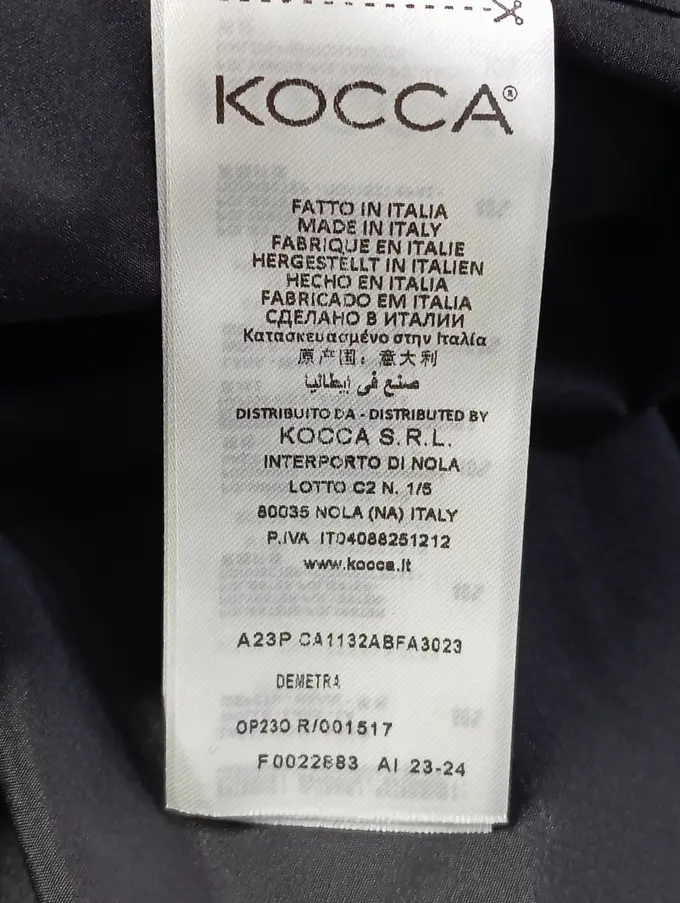 KOCCA®
FATTO IN ITALIA
MADE IN ITALY
FABRIQUE EN ITALIE
HERGESTELLT IN ITALIEN
HECHO EN ITALIA
FABRICADO EM ITALIA
СДЕЛАНО В ИТАЛИИ
Κατασκευασμένο στην Ιταλία
原产国：意大利
صنع في إيطاليا
DISTRIBUITO DA - DISTRIBUTED BY
KOCCA S.R.L.
INTERPORTO DI NOLA
LOTTO C2 N. 1/5
80035 NOLA (NA) ITALY
P.IVA IT04088251212
www.kocca.it
A23P CA1132ABFA3023
DEMETRA
OP23O R/001517
F0022883 AI 23-24